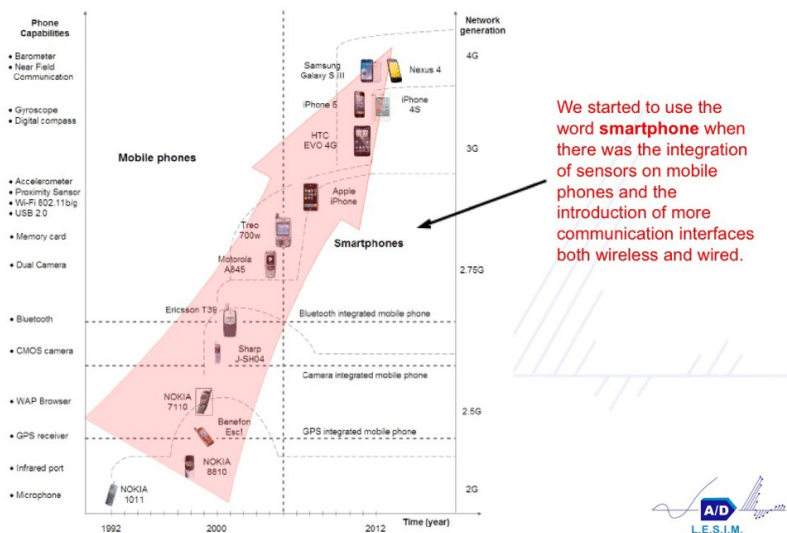 Phone
Capabilities
Network
generation
• Barometer
• Near Field
Communication
• Gyroscope
• Digital compass
• Accelerometer
• Proximity Sensor
• Wi-Fi 802.11b/g
• USB 2.0
• Memory card
• Dual Camera
• Bluetooth
• CMOS camera
• WAP Browser
• GPS receiver
• Infrared port
• Microphone
Mobile phones
Samsung
Galaxy S III
Nexus 4
iPhone 5
iPhone
4S
HTC
EVO 4G
Apple
iPhone
Treo
700w
Smartphones
Motorola
A845
Ericsson T39
Bluetooth integrated mobile phone
Sharp
J-SH04
Camera integrated mobile phone
NOKIA
7110
Benefon
Esc!
GPS integrated mobile phone
NOKIA
8810
NOKIA
1011
4G
3G
2.75G
2.5G
2G
1992
2000
2012
Time (year)
We started to use the
word smartphone when
there was the integration
of sensors on mobile
phones and the
introduction of more
communication interfaces
both wireless and wired.
A/D
L.E.S.I.M.